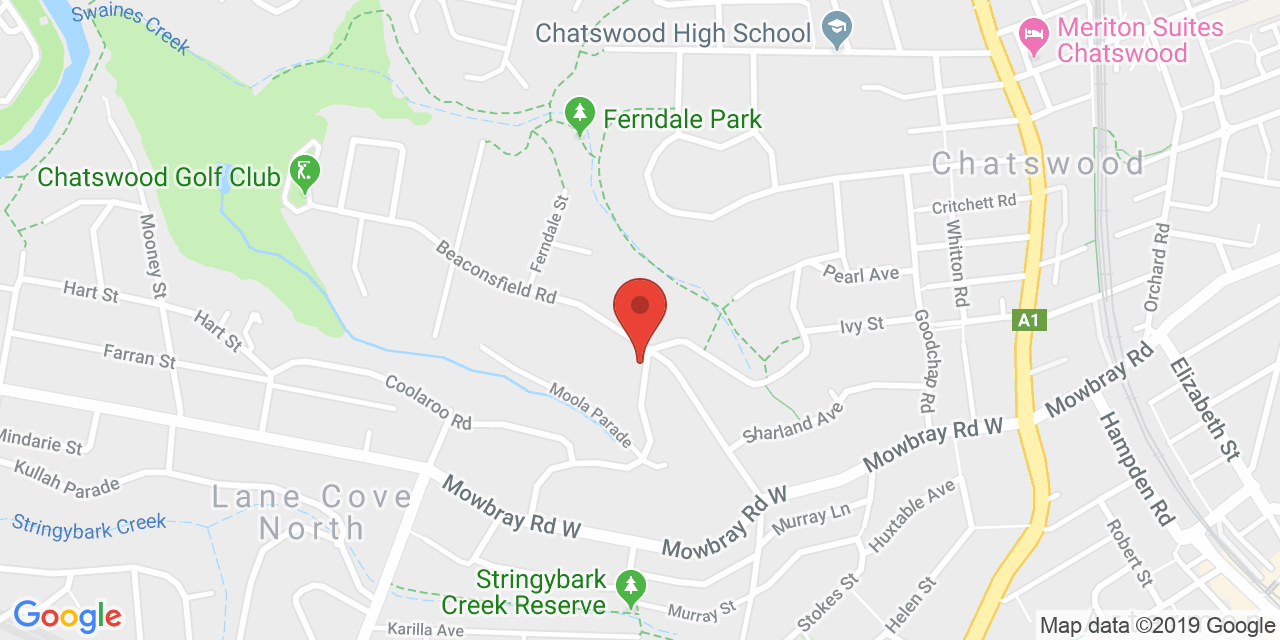 Swaines Creek
Chatswood High School
Meriton Suites
Chatswood
Ferndale Park
Chatswood Golf Club
Chatswood
Critchett Rd
Whitton Rd
Orchard Rd
Mooney St
Ferndale St
Beaconsfield Rd
Pearl Ave
Hart St
Hart St
Ivy St
A1
Goodchap Rd
Farran St
Coolaroo Rd
Moola Parade
Mowbray Rd
Elizabeth St
Sharland Ave
Mowbray Rd W
Hampden Rd
Mindarie St
Kullah Parade
Lane Cove
North
Stringybark Creek
Mowbray Rd W
Mowbray Rd W
Murray Ln
Huxtable Ave
Robert St
Stringybark
Creek Reserve
Murray St
Stokes St
Helen St
Karilla Ave
Google
Map data ©2019 Google